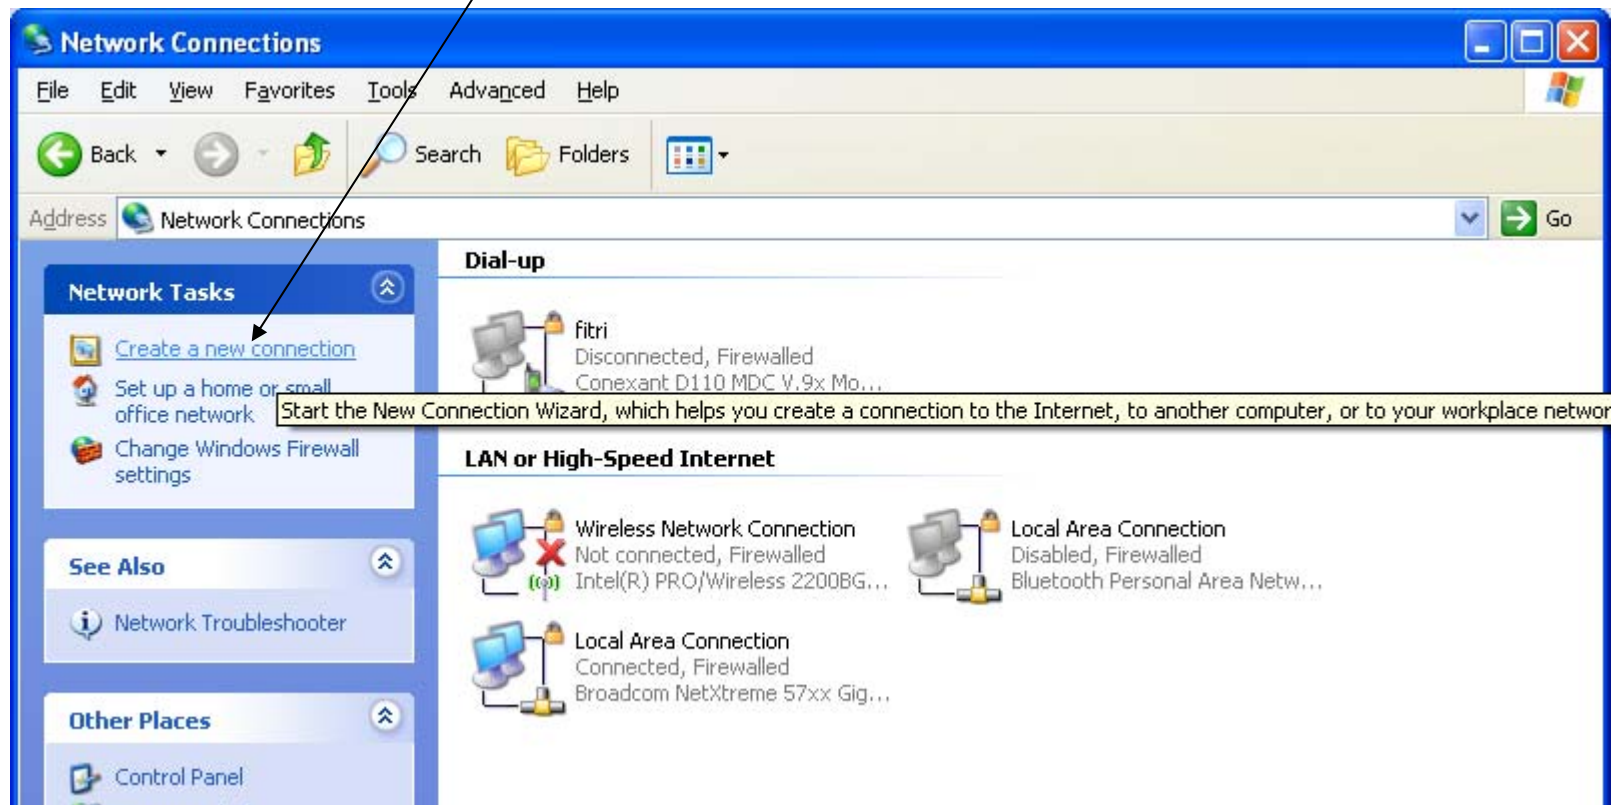 Network Connections
File Edit View Favorites Tools Advanced Help
Back Search Folders
Address Network Connections Go
Network Tasks
Create a new connection
Set up a home or small
office network
Change Windows Firewall
settings
See Also
Network Troubleshooter
Other Places
Control Panel
Dial-up
fitri
Disconnected, Firewalled
Conexant D110 MDC V.9x Mo...
Start the New Connection Wizard, which helps you create a connection to the Internet, to another computer, or to your workplace networ
LAN or High-Speed Internet
Wireless Network Connection
Not connected, Firewalled
Intel(R) PRO/Wireless 2200BG...
Local Area Connection
Disabled, Firewalled
Bluetooth Personal Area Netw...
Local Area Connection
Connected, Firewalled
Broadcom NetXtreme 57xx Gig...